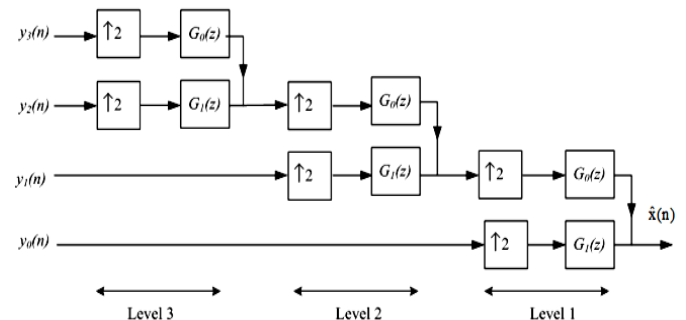 y₃(n) ↑2 G₀(z)
y₂(n) ↑2 G₁(z) ↑2 G₀(z)
y₁(n) ↑2 G₁(z) ↑2 G₀(z)
x̂(n)
y₀(n) ↑2 G₁(z)
Level 3 Level 2 Level 1